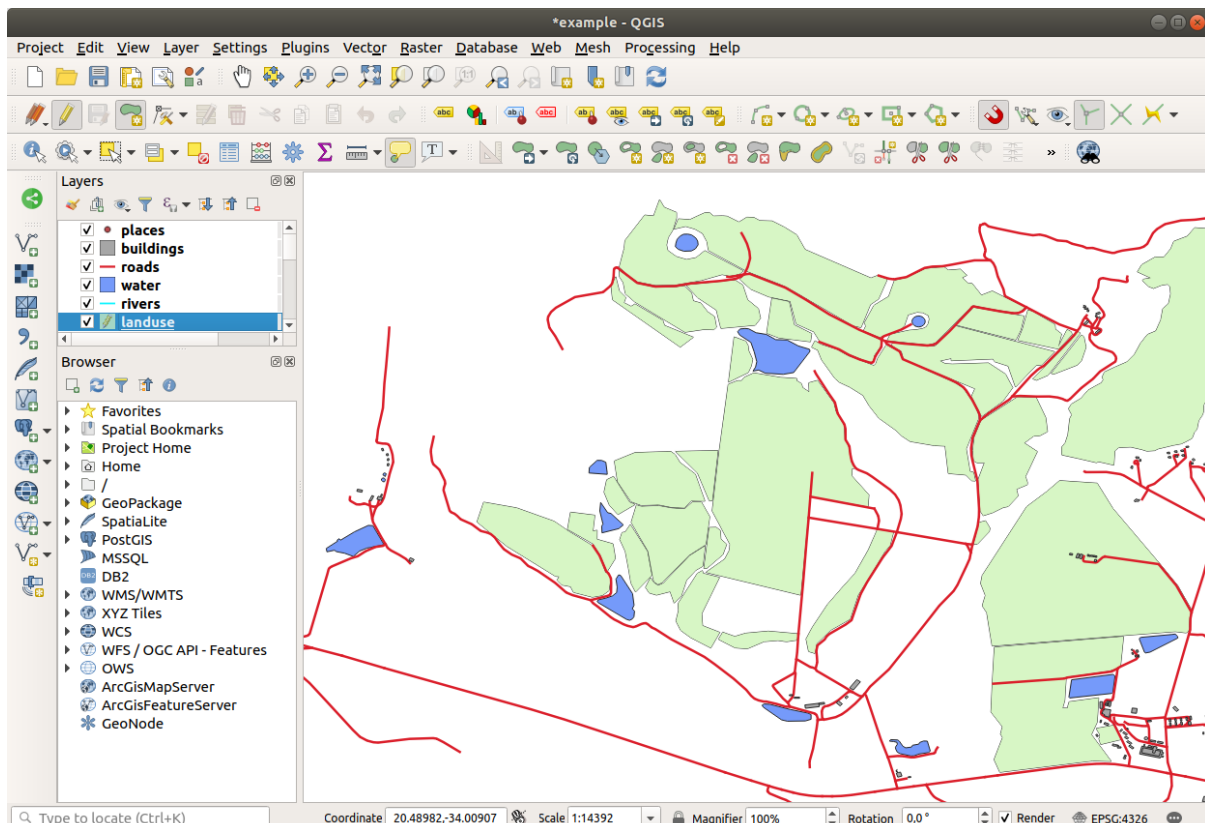 *example - QGIS
Project Edit View Layer Settings Plugins Vector Raster Database Web Mesh Processing Help
Layers
places
buildings
roads
water
rivers
landuse
Browser
Favorites
Spatial Bookmarks
Project Home
Home
/
GeoPackage
SpatiaLite
PostGIS
MSSQL
DB2
WMS/WMTS
XYZ Tiles
WCS
WFS / OGC API - Features
OWS
ArcGisMapServer
ArcGisFeatureServer
GeoNode
Type to locate (Ctrl+K) Coordinate 20.48982,-34.00907 Scale 1:14392 Magnifier 100% Rotation 0,0 ° Render EPSG:4326